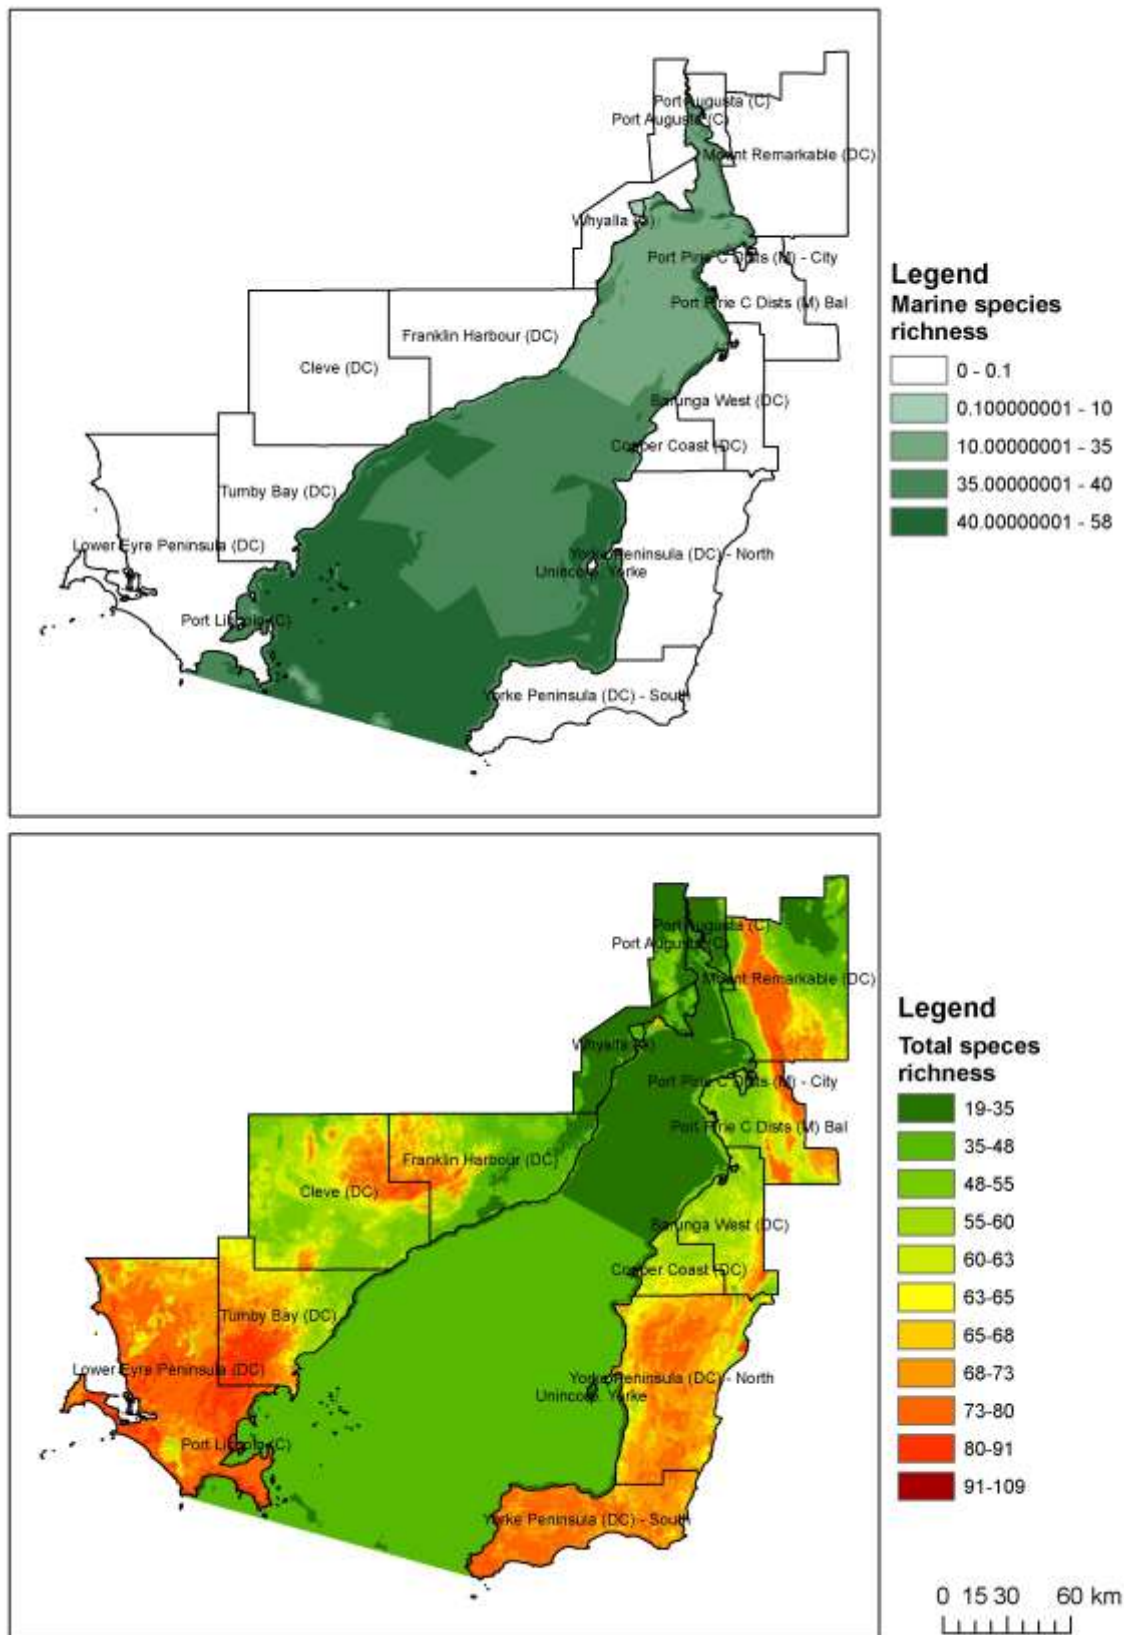 Port Augusta (C)
Port Augusta (C)
Mount Remarkable (DC)
Whyalla (C)
Port Pirie C Dists (M) - City
Port Pirie C Dists (M) Bal
Franklin Harbour (DC)
Cleve (DC)
Barunga West (DC)
Copper Coast (DC)
Tumby Bay (DC)
Lower Eyre Peninsula (DC)
Yorke Peninsula (DC) - North
Unincorp. Yorke
Port Lincoln (C)
Yorke Peninsula (DC) - South
Legend
Marine species
richness
0 - 0.1
0.100000001 - 10
10.00000001 - 35
35.00000001 - 40
40.00000001 - 58
Port Augusta (C)
Port Augusta (C)
Mount Remarkable (DC)
Whyalla (C)
Port Pirie C Dists (M) - City
Port Pirie C Dists (M) Bal
Franklin Harbour (DC)
Cleve (DC)
Barunga West (DC)
Copper Coast (DC)
Tumby Bay (DC)
Lower Eyre Peninsula (DC)
Yorke Peninsula (DC) - North
Unincorp. Yorke
Port Lincoln (C)
Yorke Peninsula (DC) - South
Legend
Total speces
richness
19-35
35-48
48-55
55-60
60-63
63-65
65-68
68-73
73-80
80-91
91-109
0 15 30 60 km